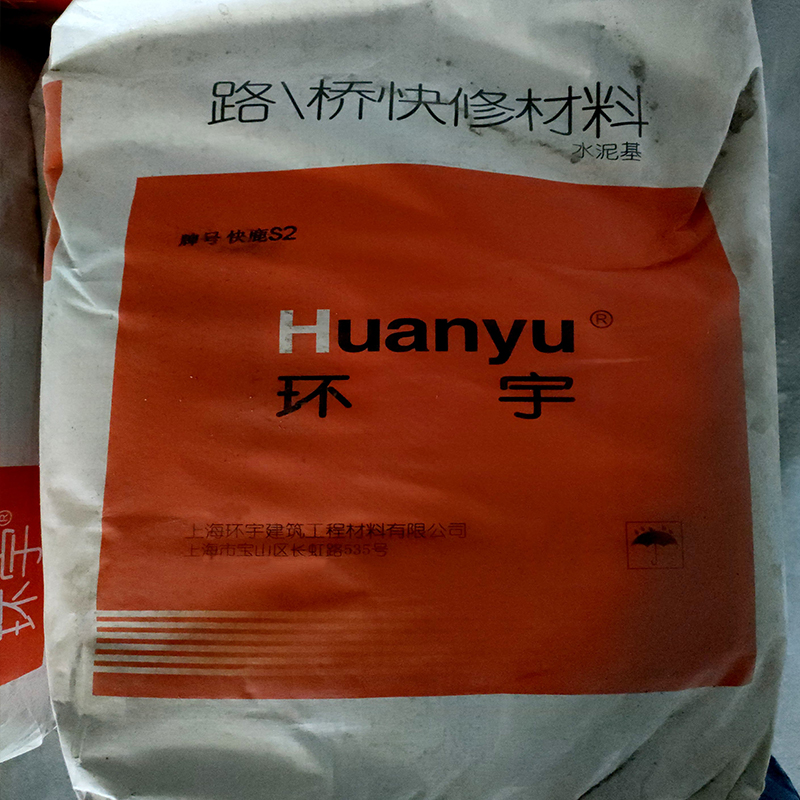 路\桥快修材料
水泥基
牌号 快鹿S2
Huanyu®
环宇
上海环宇建筑工程材料有限公司
上海市宝山区长虹路535号
环宇®